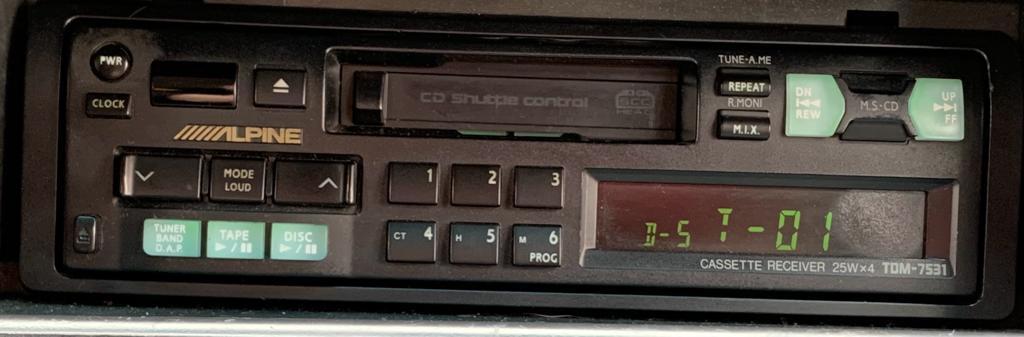 PWR
CLOCK
ALPINE
CD Shuttle control
TUNE-A.ME
REPEAT
R.MONI
M.I.X.
DN
REW
M.S-CD
UP
FF
MODE
LOUD
1
2
3
CT 4
H 5
M 6
PROG
TUNER
BAND
D.A.P.
TAPE
DISC
D-5 T-01
CASSETTE RECEIVER 25W×4 TDM-7531